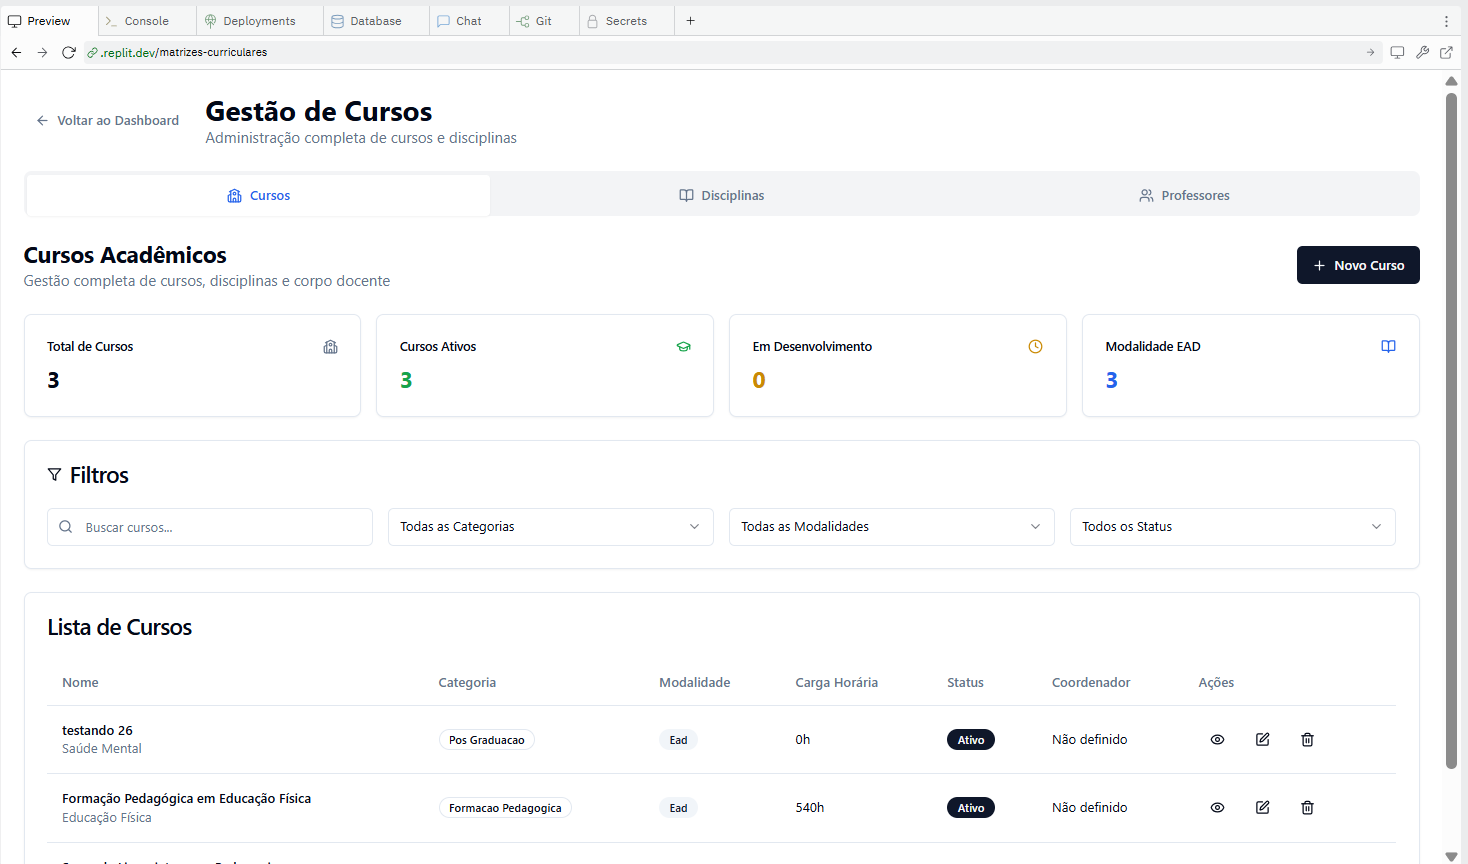 Preview
Console
Deployments
Database
Chat
Git
Secrets
.replit.dev/matrizes-curriculares
Voltar ao Dashboard
Gestão de Cursos
Administração completa de cursos e disciplinas
Cursos
Disciplinas
Professores
Cursos Acadêmicos
Gestão completa de cursos, disciplinas e corpo docente
Novo Curso
Total de Cursos
3
Cursos Ativos
3
Em Desenvolvimento
0
Modalidade EAD
3
Filtros
Buscar cursos...
Todas as Categorias
Todas as Modalidades
Todos os Status
Lista de Cursos
Nome Categoria Modalidade Carga Horária Status Coordenador Ações
testando 26
Saúde Mental
Pos Graduacao
Ead
0h
Ativo
Não definido
Formação Pedagógica em Educação Física
Educação Física
Formacao Pedagogica
Ead
540h
Ativo
Não definido